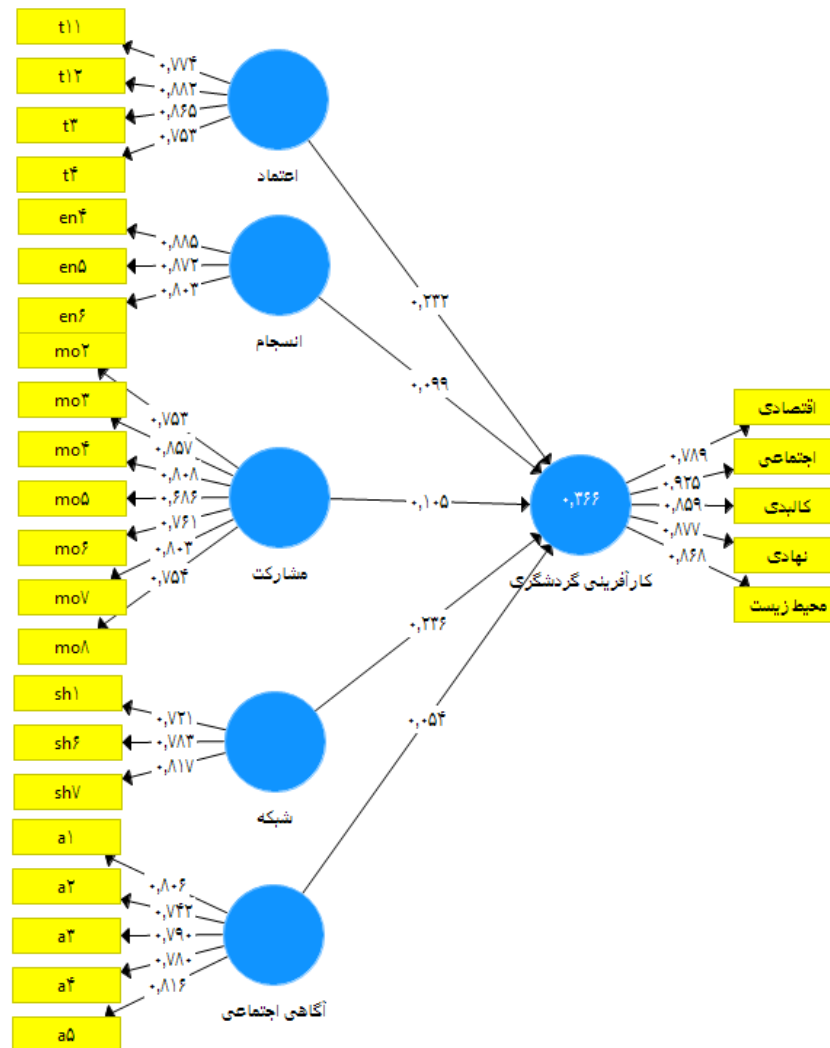 t۱۱
t۱۲
t۳
t۴
۰,۷۷۴
۰,۸۸۲
۰,۸۶۵
۰,۷۵۳
اعتماد
en۴
en۵
en۶
۰,۸۸۵
۰,۸۷۲
۰,۸۰۳
انسجام
mo۲
mo۳
mo۴
mo۵
mo۶
mo۷
mo۸
۰,۷۵۳
۰,۸۵۷
۰,۸۰۸
۰,۶۸۶
۰,۷۶۱
۰,۸۰۳
۰,۷۵۴
مشارکت
sh۱
sh۶
sh۷
۰,۷۲۱
۰,۷۸۳
۰,۸۱۷
شبکه
a۱
a۲
a۳
a۴
a۵
۰,۸۰۶
۰,۷۴۲
۰,۷۹۰
۰,۷۸۰
۰,۸۱۶
آگاهی اجتماعی
۰,۲۳۲
۰,۰۹۹
۰,۱۰۵
۰,۲۳۶
۰,۰۵۴
۰,۳۶۶
کارآفرینی گردشگری
۰,۷۸۹
۰,۹۲۵
۰,۸۵۹
۰,۸۷۷
۰,۸۶۸
اقتصادی
اجتماعی
کالبدی
نهادی
محیط زیست